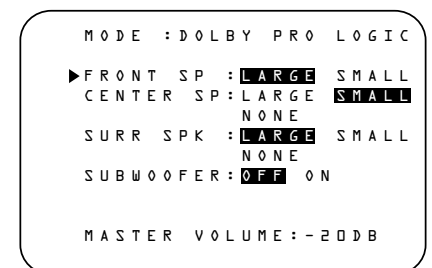 MODE :DOLBY PRO LOGIC
▶FRONT SP :LARGE SMALL
CENTER SP:LARGE SMALL
NONE
SURR SPK :LARGE SMALL
NONE
SUBWOOFER:OFF ON
MASTER VOLUME:-20DB